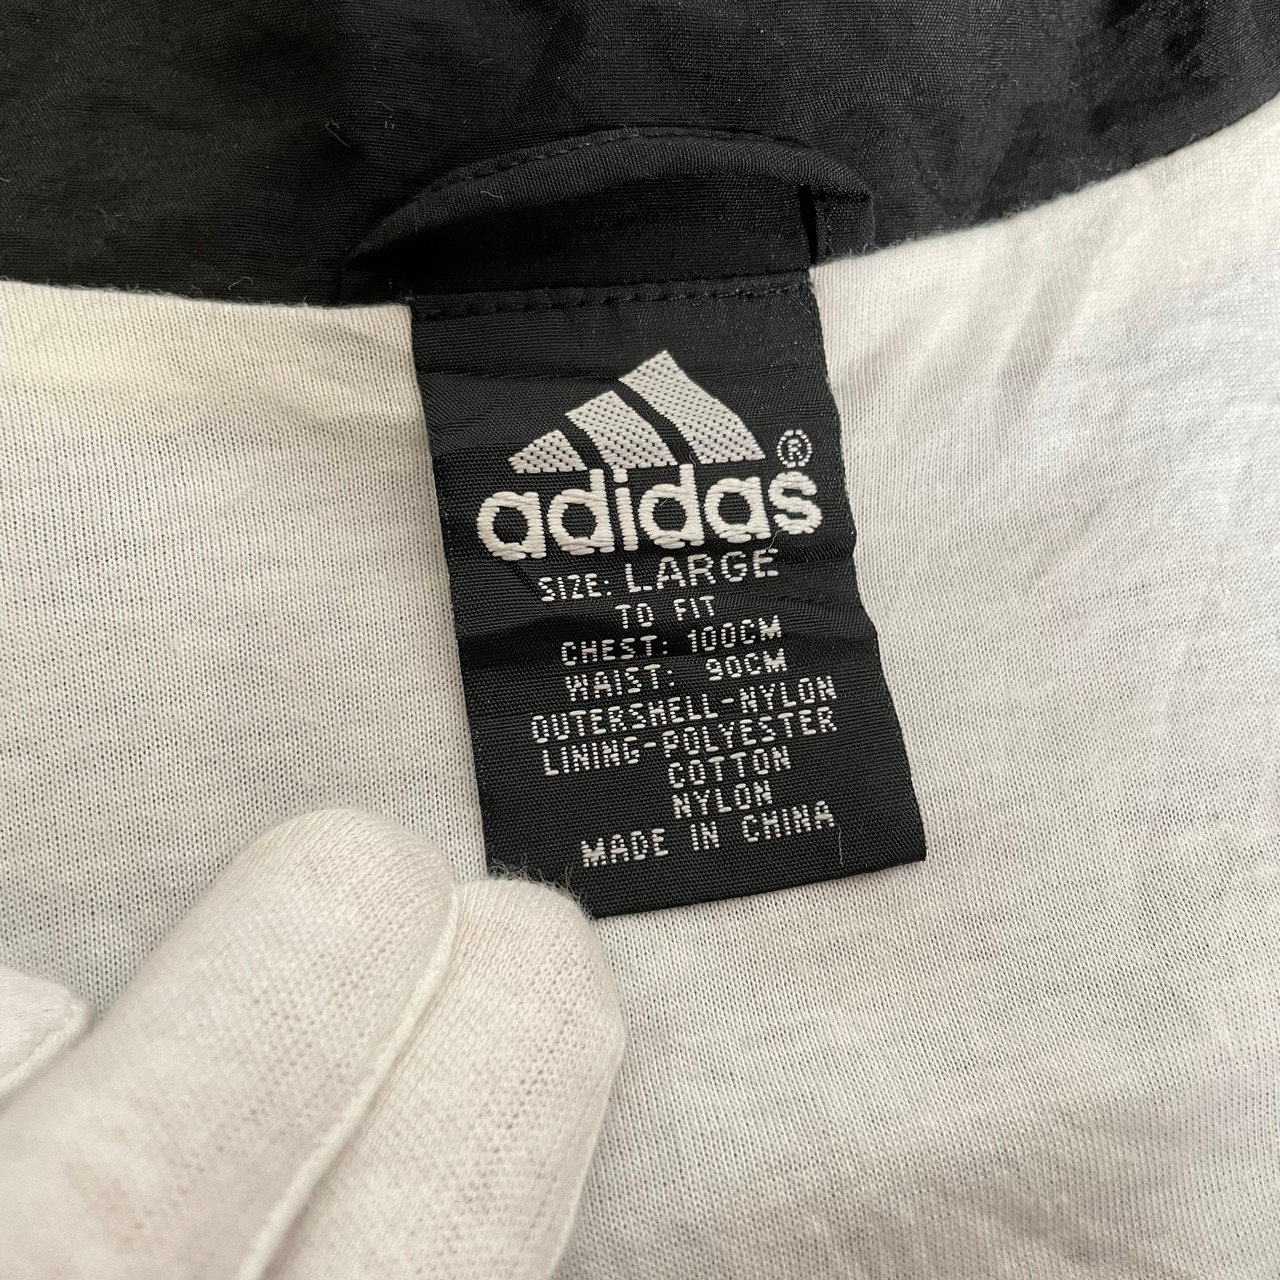 ®
adidas
SIZE: LARGE
TO FIT
CHEST: 100CM
WAIST: 90CM
OUTERSHELL-NYLON
LINING-POLYESTER
COTTON
NYLON
MADE IN CHINA